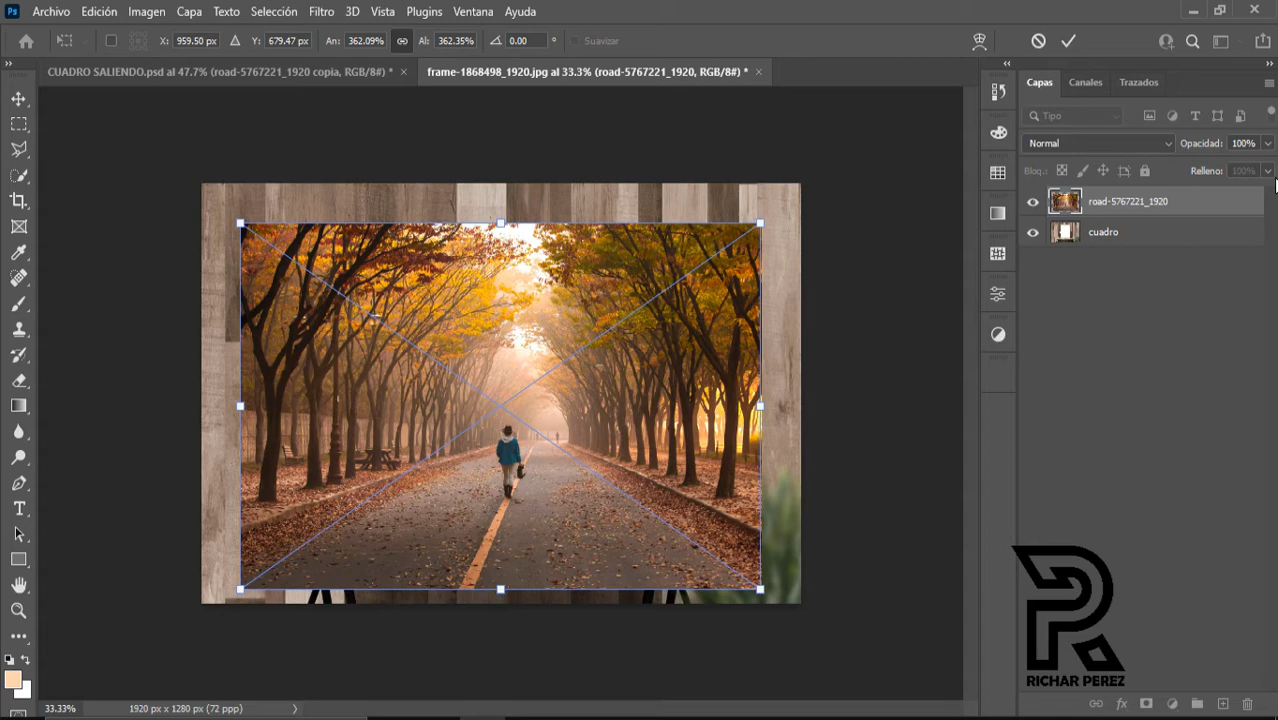 Ps Archivo Edición Imagen Capa Texto Selección Filtro 3D Vista Plugins Ventana Ayuda
X: 959.50 px Y: 679.47 px An: 362.09% Al: 362.35% 0.00 ° Suavizar
CUADRO SALIENDO.psd al 47.7% (road-5767221_1920 copia, RGB/8#) * × frame-1868498_1920.jpg al 33.3% (road-5767221_1920, RGB/8#) * ×
Capas Canales Trazados
Tipo
Normal Opacidad: 100%
Bloq.: Relleno: 100%
road-5767221_1920
cuadro
RICHAR PEREZ
33.33% 1920 px x 1280 px (72 ppp)